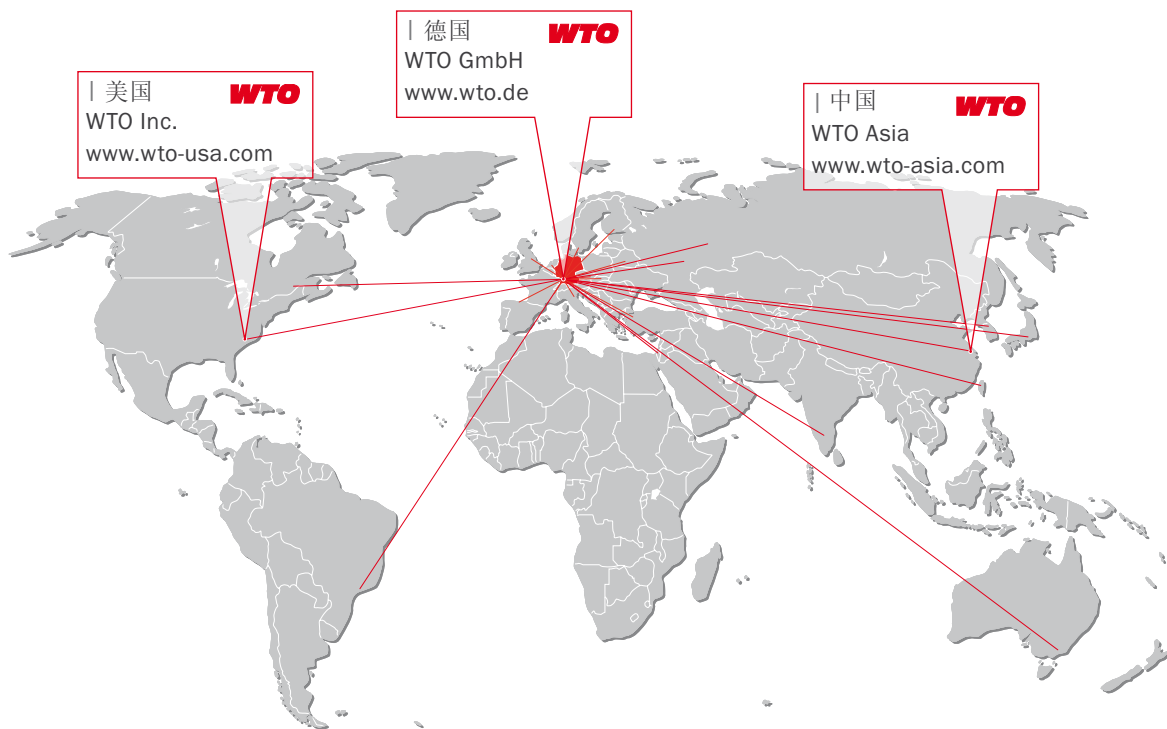 | 美国 WTO
WTO Inc.
www.wto-usa.com
| 德国 WTO
WTO GmbH
www.wto.de
| 中国 WTO
WTO Asia
www.wto-asia.com